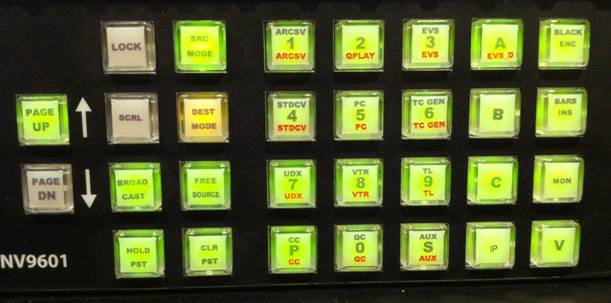 LOCK
SRC
MODE
ARCSV
1
ARCSV
2
QPLAY
EVS
3
EVS
A
EVS_D
BLACK
ENC
PAGE
UP
SCRL
DEST
MODE
STDCV
4
STDCV
PC
5
PC
TC GEN
6
TC GEN
B
BARS
INS
PAGE
DN
BROAD
CAST
FREE
SOURCE
UDX
7
UDX
VTR
8
VTR
TL
9
TL
C
MON
NV9601
HOLD
PST
CLR
PST
CC
P
CC
QC
0
QC
AUX
S
AUX
IP
V